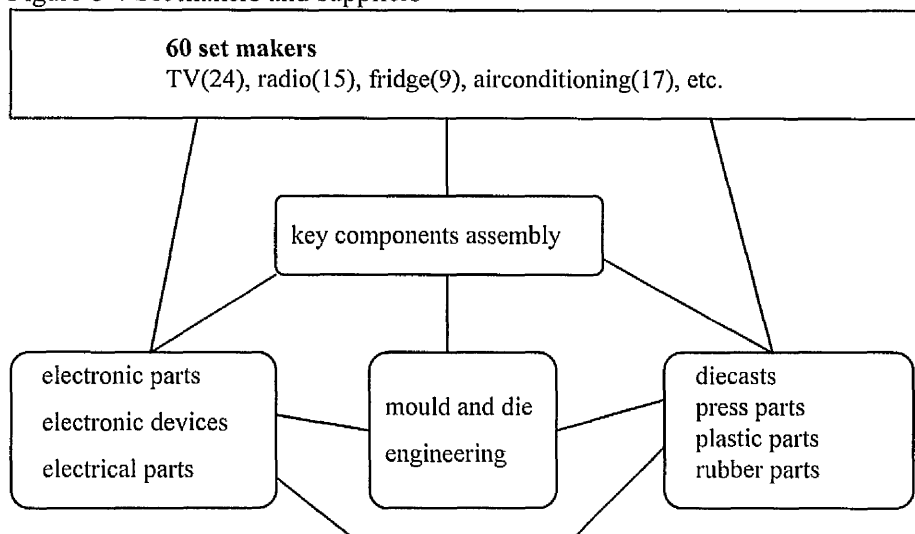 60 set makers
TV(24), radio(15), fridge(9), airconditioning(17), etc.
key components assembly
electronic parts
electronic devices
electrical parts
mould and die
engineering
diecasts
press parts
plastic parts
rubber parts